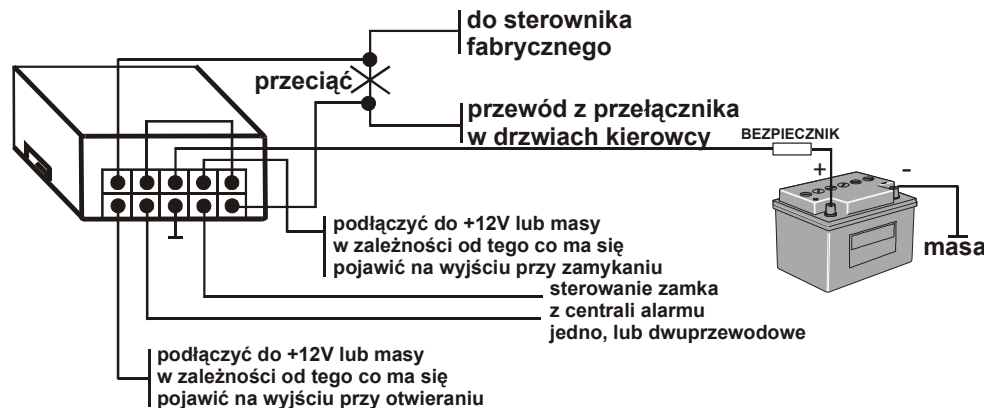 do sterownika
fabrycznego
przeciąć
przewód z przełącznika
w drzwiach kierowcy
BEZPIECZNIK
+
-
masa
podłączyć do +12V lub masy
w zależności od tego co ma się
pojawić na wyjściu przy zamykaniu
sterowanie zamka
z centrali alarmu
jedno, lub dwuprzewodowe
podłączyć do +12V lub masy
w zależności od tego co ma się
pojawić na wyjściu przy otwieraniu